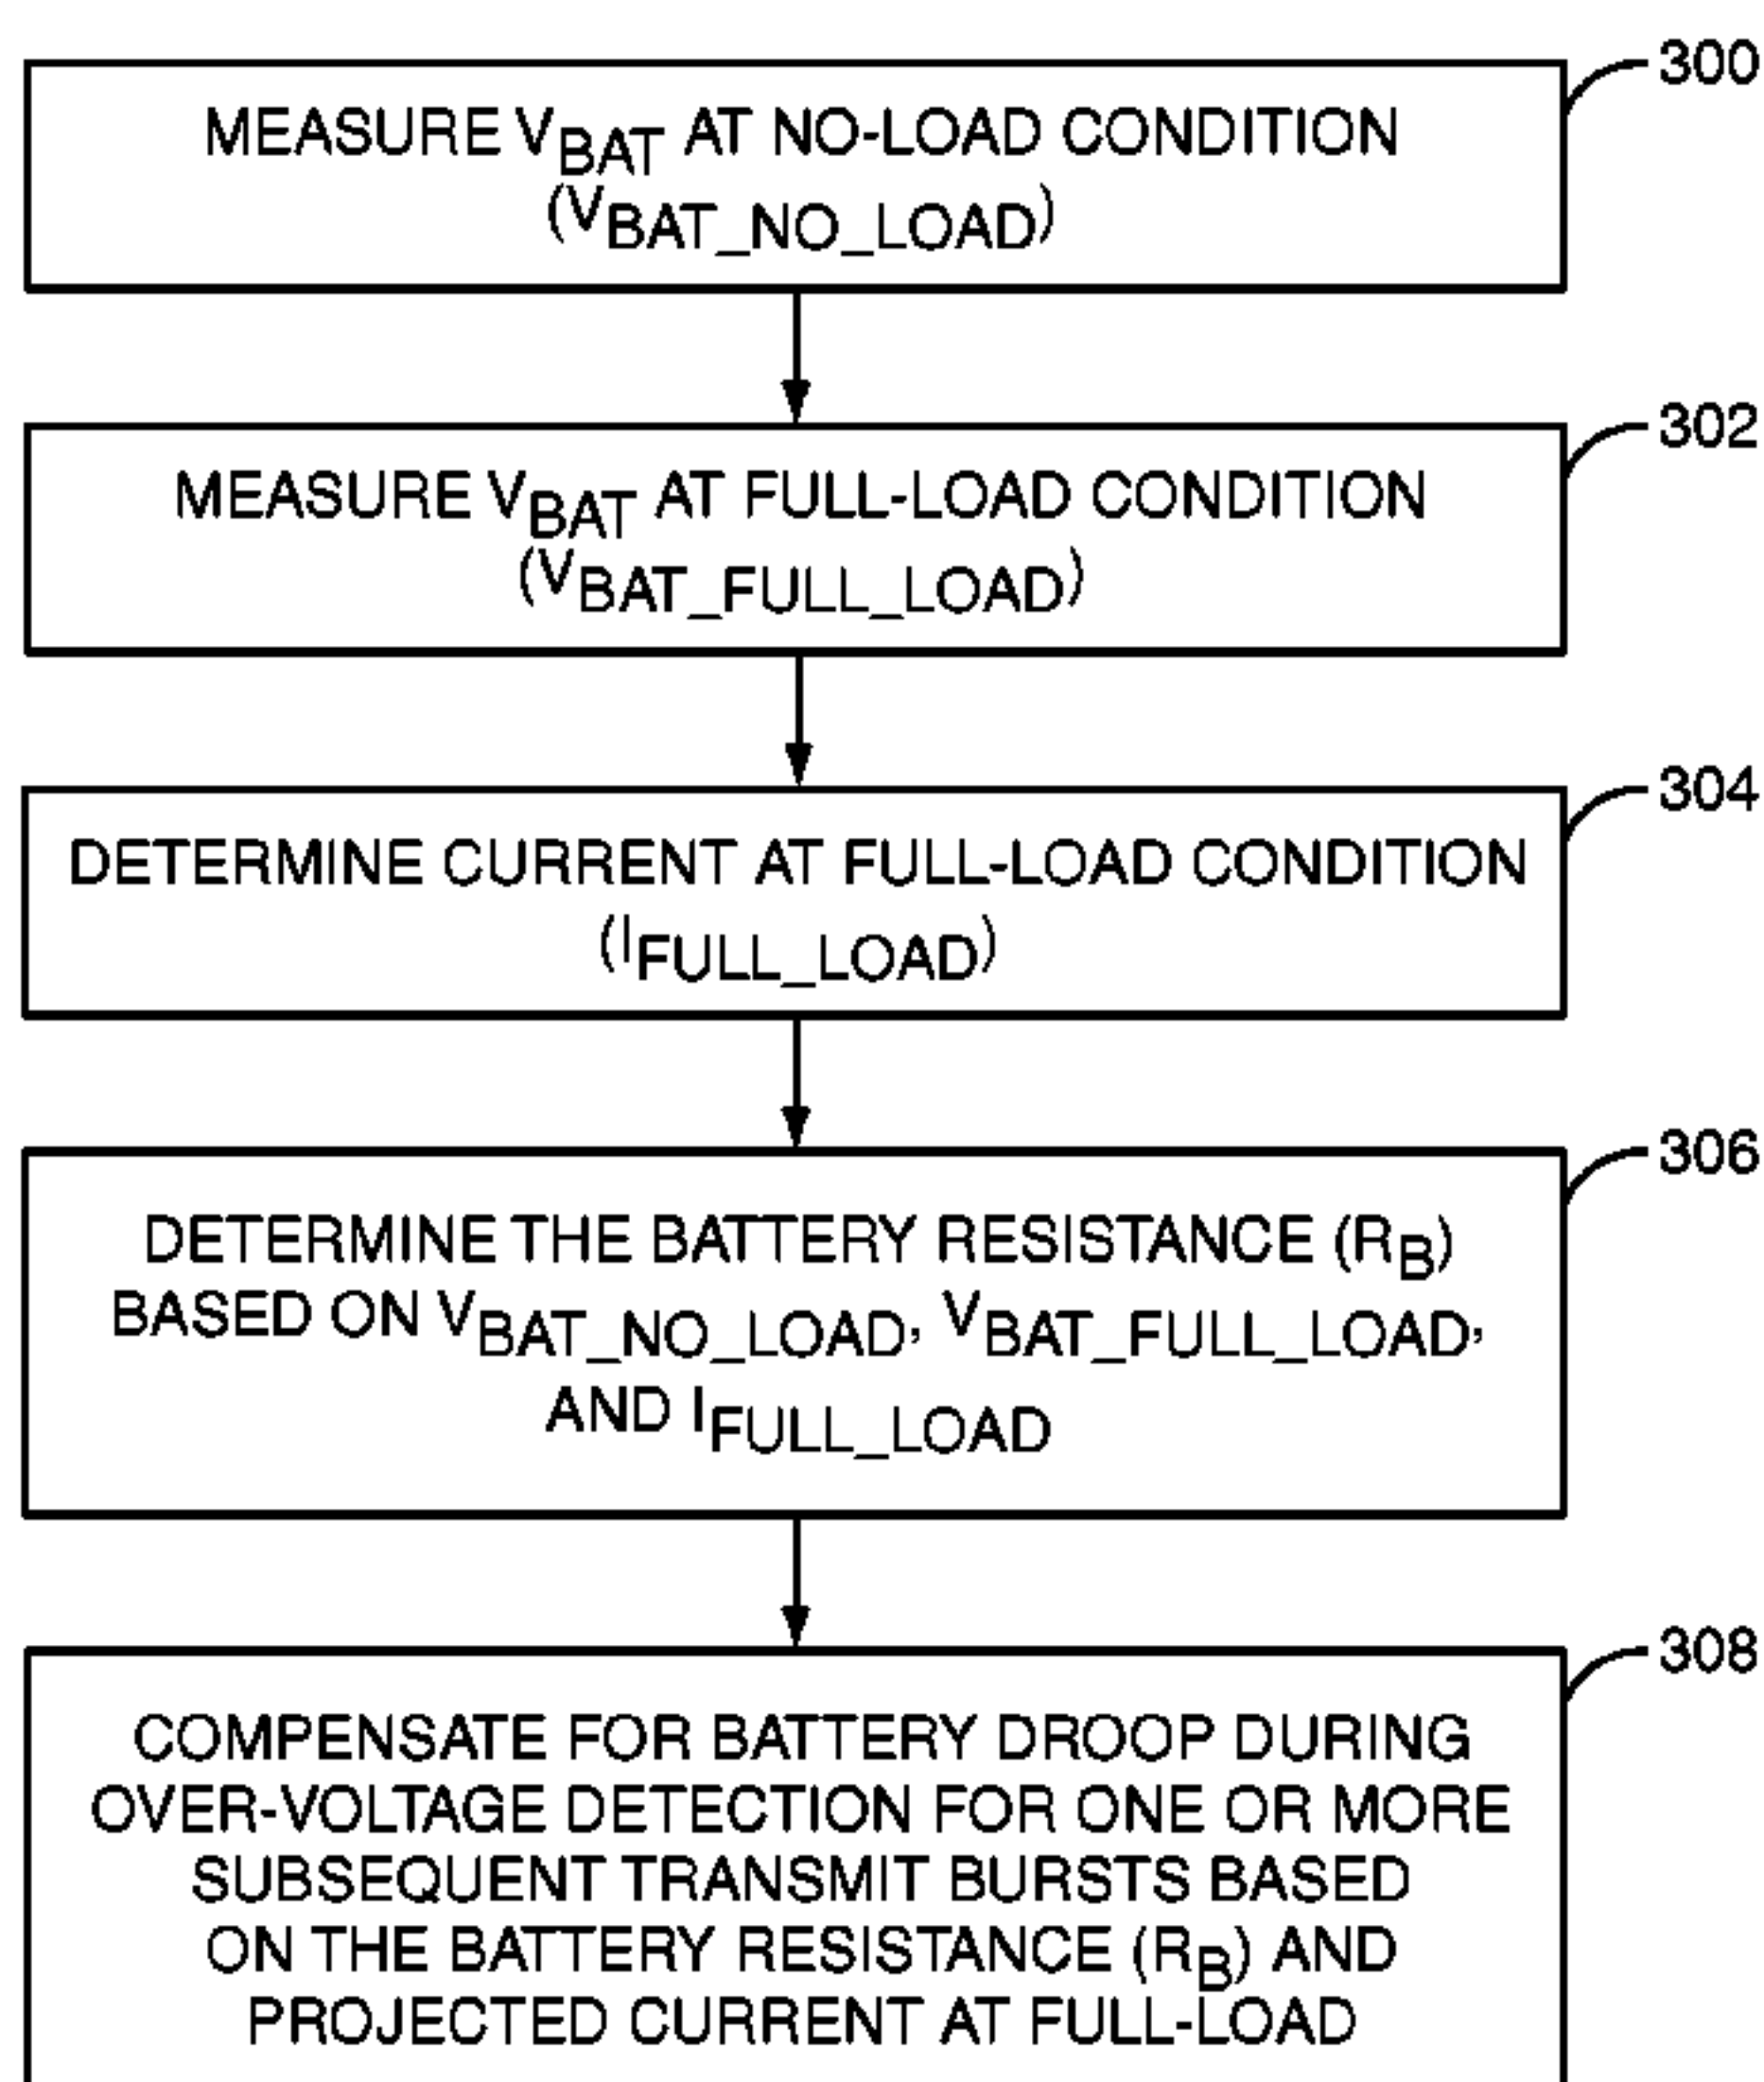 300
MEASURE VBAT AT NO-LOAD CONDITION
(VBAT_NO_LOAD)
302
MEASURE VBAT AT FULL-LOAD CONDITION
(VBAT_FULL_LOAD)
304
DETERMINE CURRENT AT FULL-LOAD CONDITION
(IFULL_LOAD)
306
DETERMINE THE BATTERY RESISTANCE (RB)
BASED ON VBAT_NO_LOAD, VBAT_FULL_LOAD,
AND IFULL_LOAD
308
COMPENSATE FOR BATTERY DROOP DURING
OVER-VOLTAGE DETECTION FOR ONE OR MORE
SUBSEQUENT TRANSMIT BURSTS BASED
ON THE BATTERY RESISTANCE (RB) AND
PROJECTED CURRENT AT FULL-LOAD